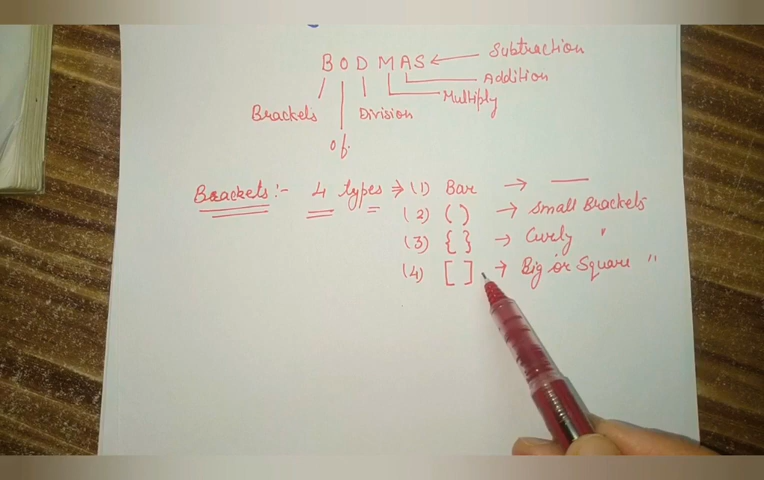 BODMAS ← Subtraction
Addition
Multiply
Brackets Division
Of
Brackets :- 4 types ⇒ (1) Bar → —
(2) ( ) → Small Brackets
(3) { } → Curly "
(4) [ ] → Big or Square "